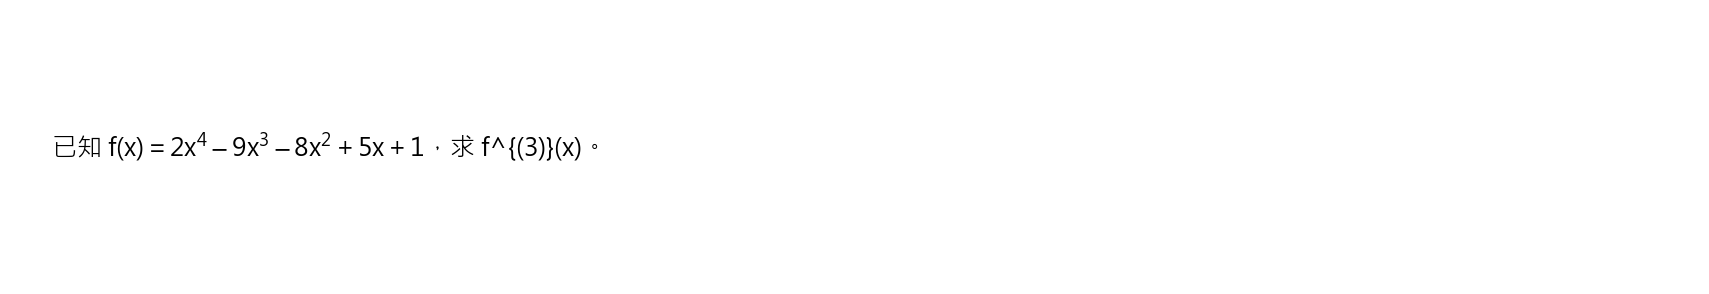 已知 f(x) = 2x⁴ – 9x³ – 8x² + 5x + 1，求 f^{(3)}(x)。